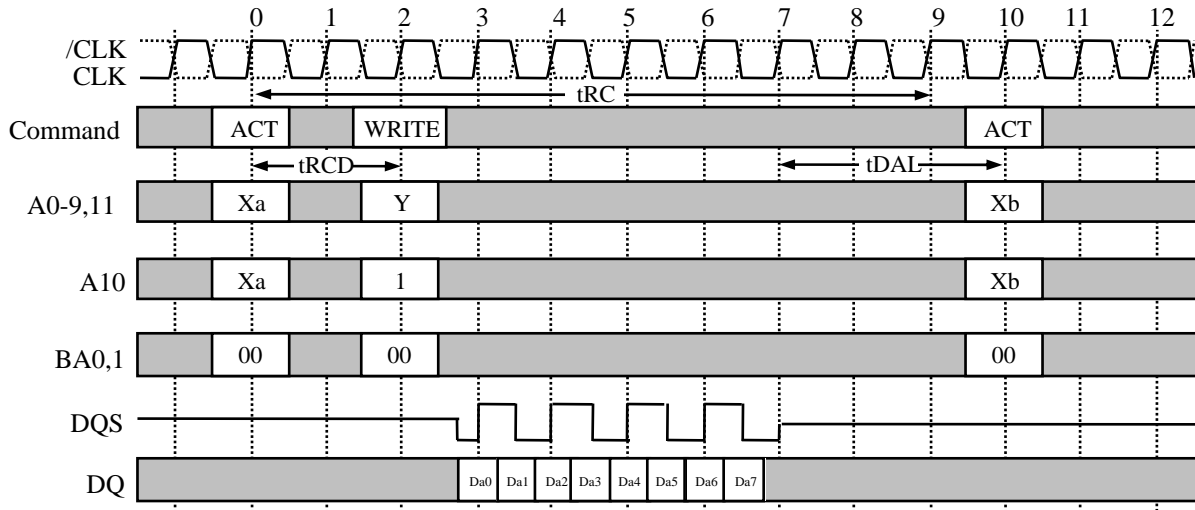 0 1 2 3 4 5 6 7 8 9 10 11 12
/CLK
CLK
tRC
Command ACT WRITE ACT
tRCD tDAL
A0-9,11 Xa Y Xb
A10 Xa 1 Xb
BA0,1 00 00 00
DQS
DQ Da0 Da1 Da2 Da3 Da4 Da5 Da6 Da7